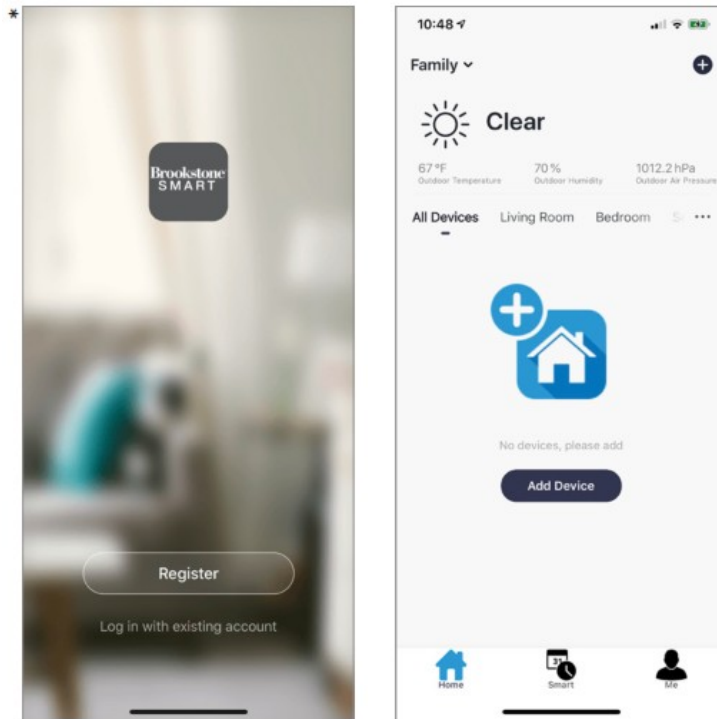 *
Brookstone
SMART
Register
Log in with existing account
10:48
Family
Clear
67 °F
70 %
1012.2 hPa
Outdoor Temperature
Outdoor Humidity
Outdoor Air Pressure
All Devices
Living Room
Bedroom
...
No devices, please add
Add Device
31
Home
Smart
Me